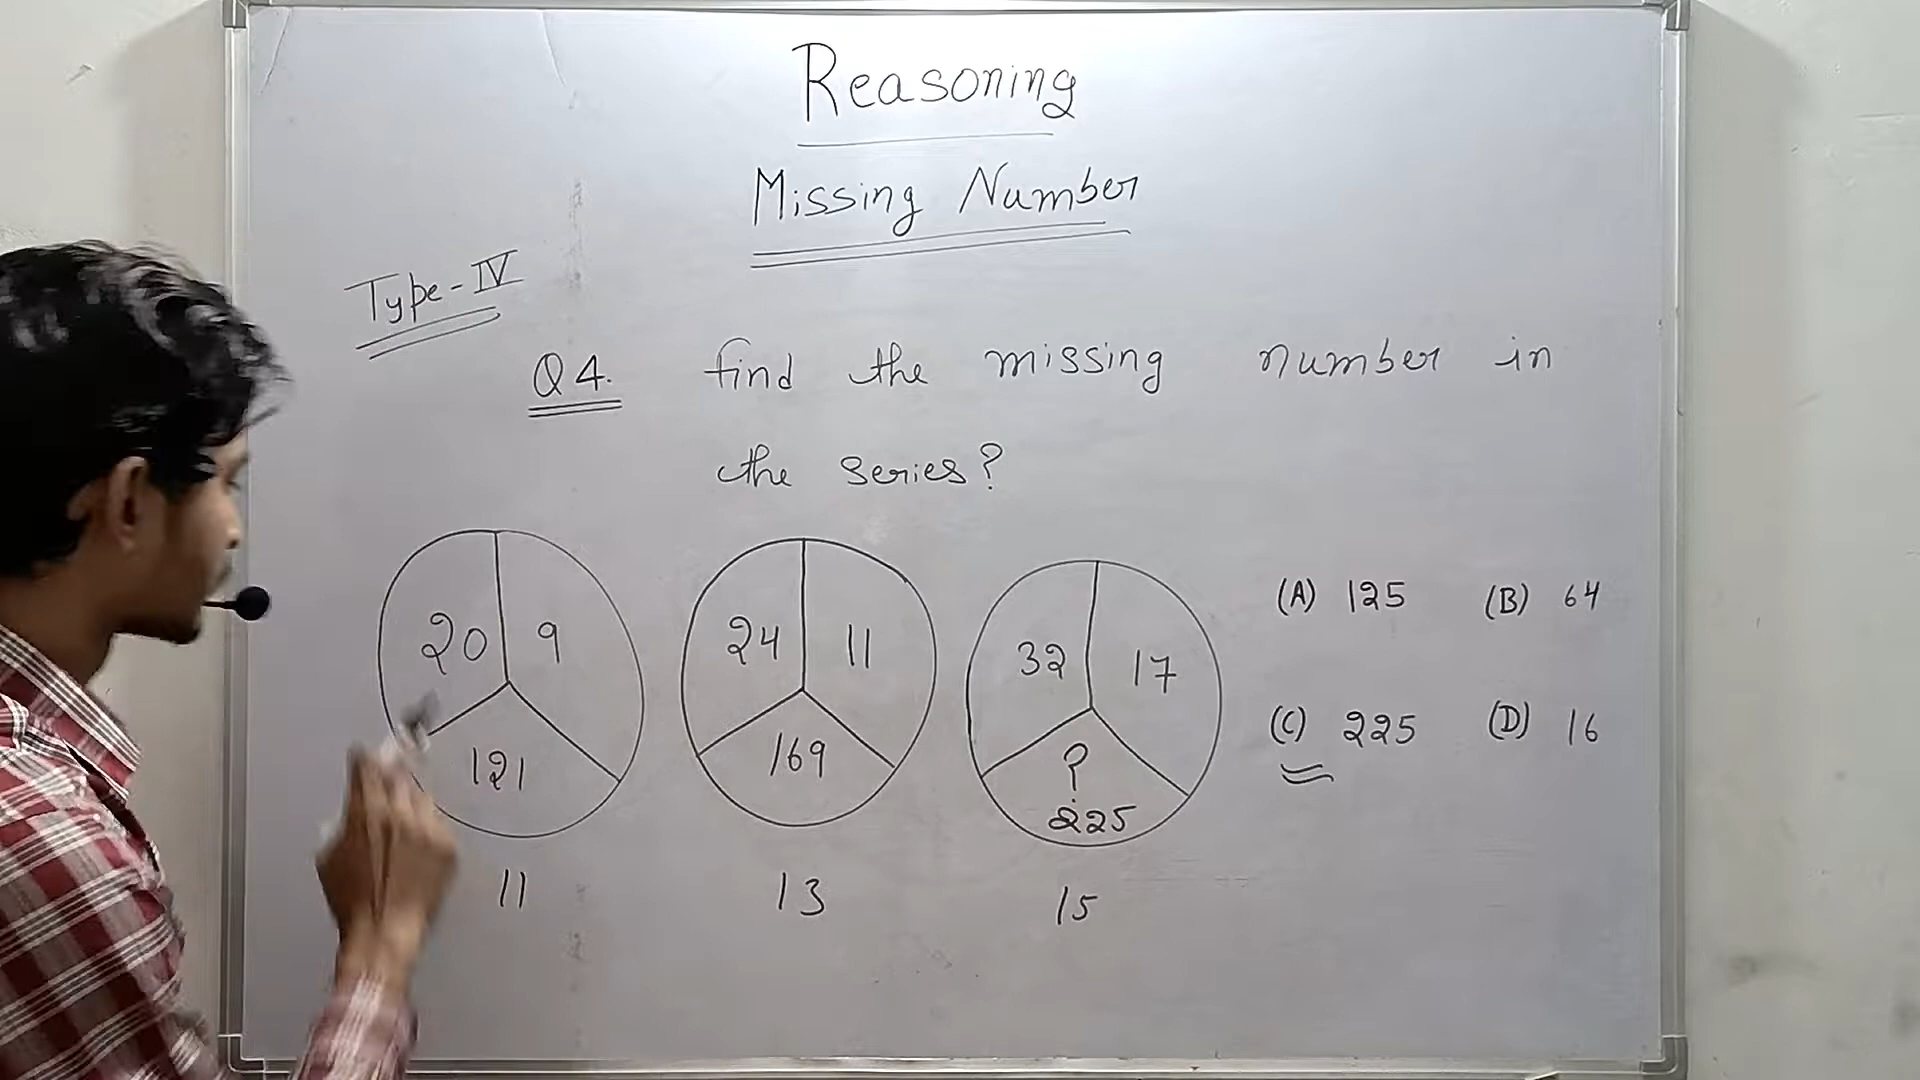 Reasoning
Missing Number
Type-IV
Q4. find the missing number in
the series?
20 9
121
11
24 11
169
13
32 17
?
225
15
(A) 125 (B) 64
(C) 225 (D) 16